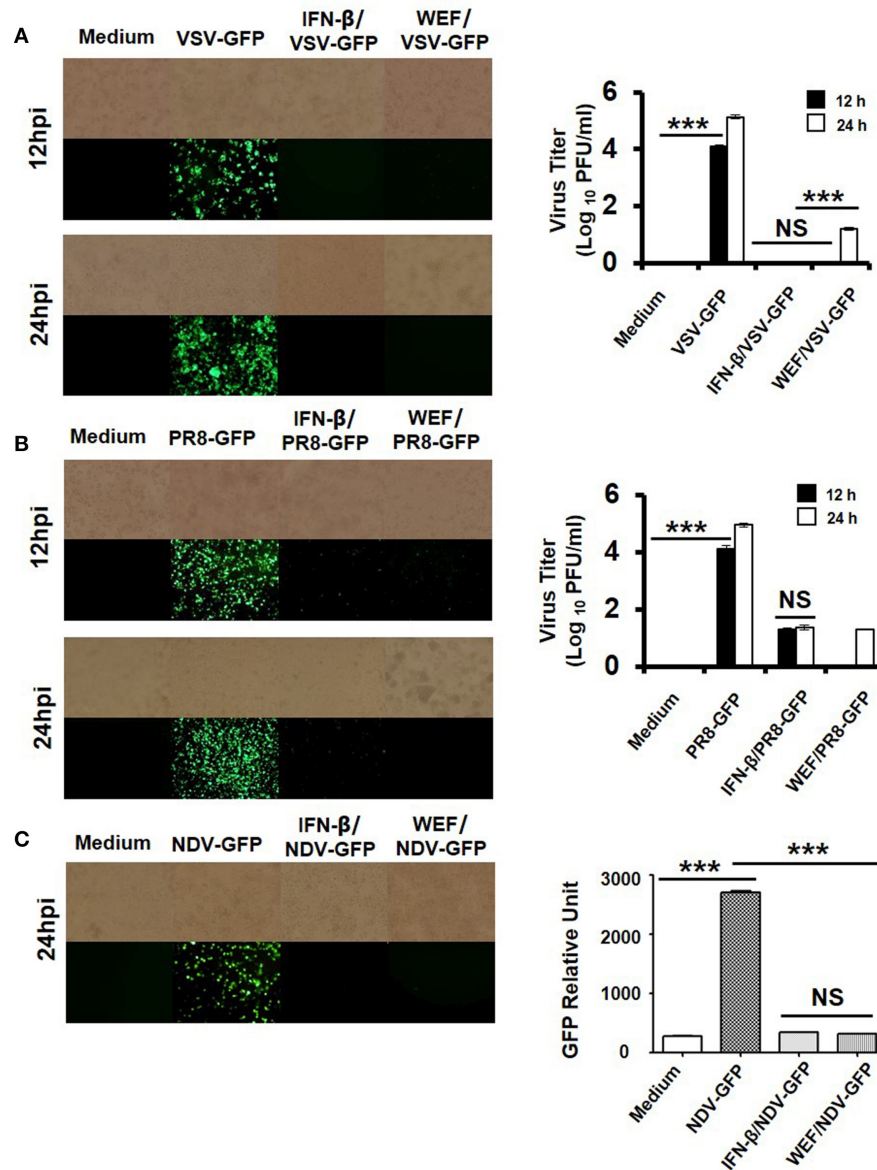 A
Medium
VSV-GFP
IFN-β/
VSV-GFP
WEF/
VSV-GFP
12hpi
24hpi
Virus Titer
(Log 10 PFU/ml)
6
4
2
0
12 h
24 h
***
NS
***
Medium
VSV-GFP
IFN-β/VSV-GFP
WEF/VSV-GFP
B
Medium
PR8-GFP
IFN-β/
PR8-GFP
WEF/
PR8-GFP
12hpi
24hpi
Virus Titer
(Log 10 PFU/ml)
6
4
2
0
12 h
24 h
***
NS
Medium
PR8-GFP
IFN-β/PR8-GFP
WEF/PR8-GFP
C
Medium
NDV-GFP
IFN-β/
NDV-GFP
WEF/
NDV-GFP
24hpi
GFP Relative Unit
3000
2000
1000
0
***
***
NS
Medium
NDV-GFP
IFN-β/NDV-GFP
WEF/NDV-GFP